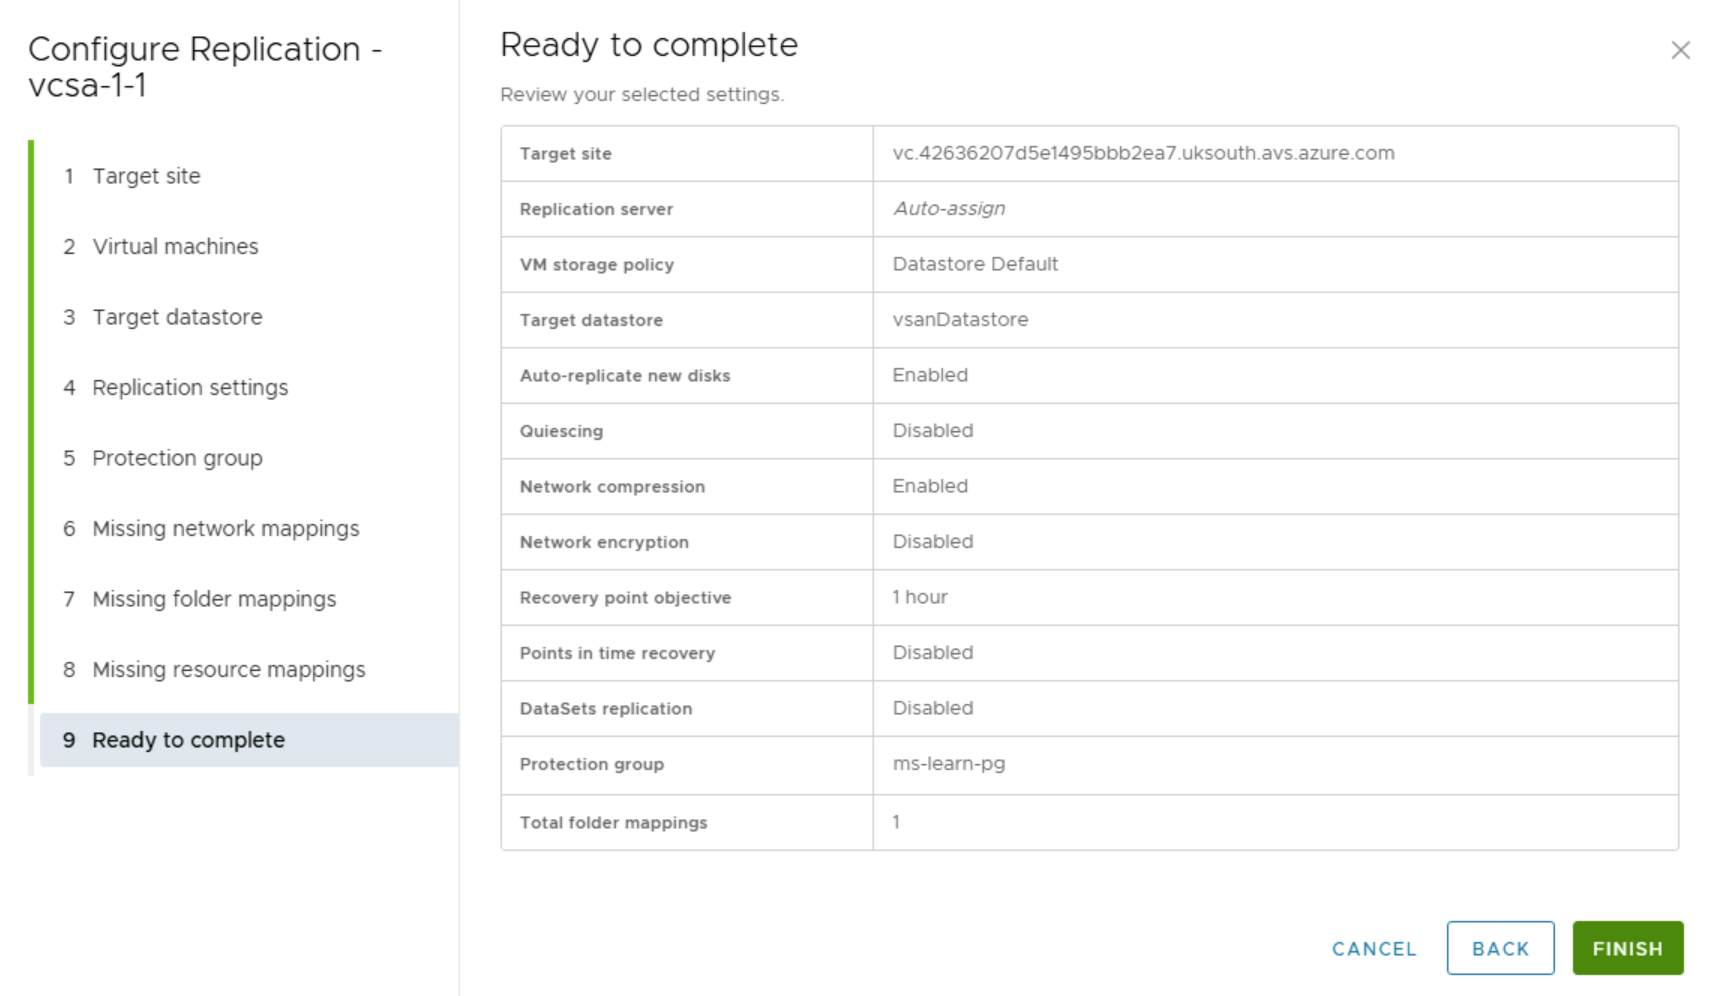 Configure Replication -
vcsa-1-1
1 Target site
2 Virtual machines
3 Target datastore
4 Replication settings
5 Protection group
6 Missing network mappings
7 Missing folder mappings
8 Missing resource mappings
9 Ready to complete
Ready to complete
Review your selected settings.
Target site vc.42636207d5e1495bbb2ea7.uksouth.avs.azure.com
Replication server Auto-assign
VM storage policy Datastore Default
Target datastore vsanDatastore
Auto-replicate new disks Enabled
Quiescing Disabled
Network compression Enabled
Network encryption Disabled
Recovery point objective 1 hour
Points in time recovery Disabled
DataSets replication Disabled
Protection group ms-learn-pg
Total folder mappings 1
CANCEL BACK FINISH